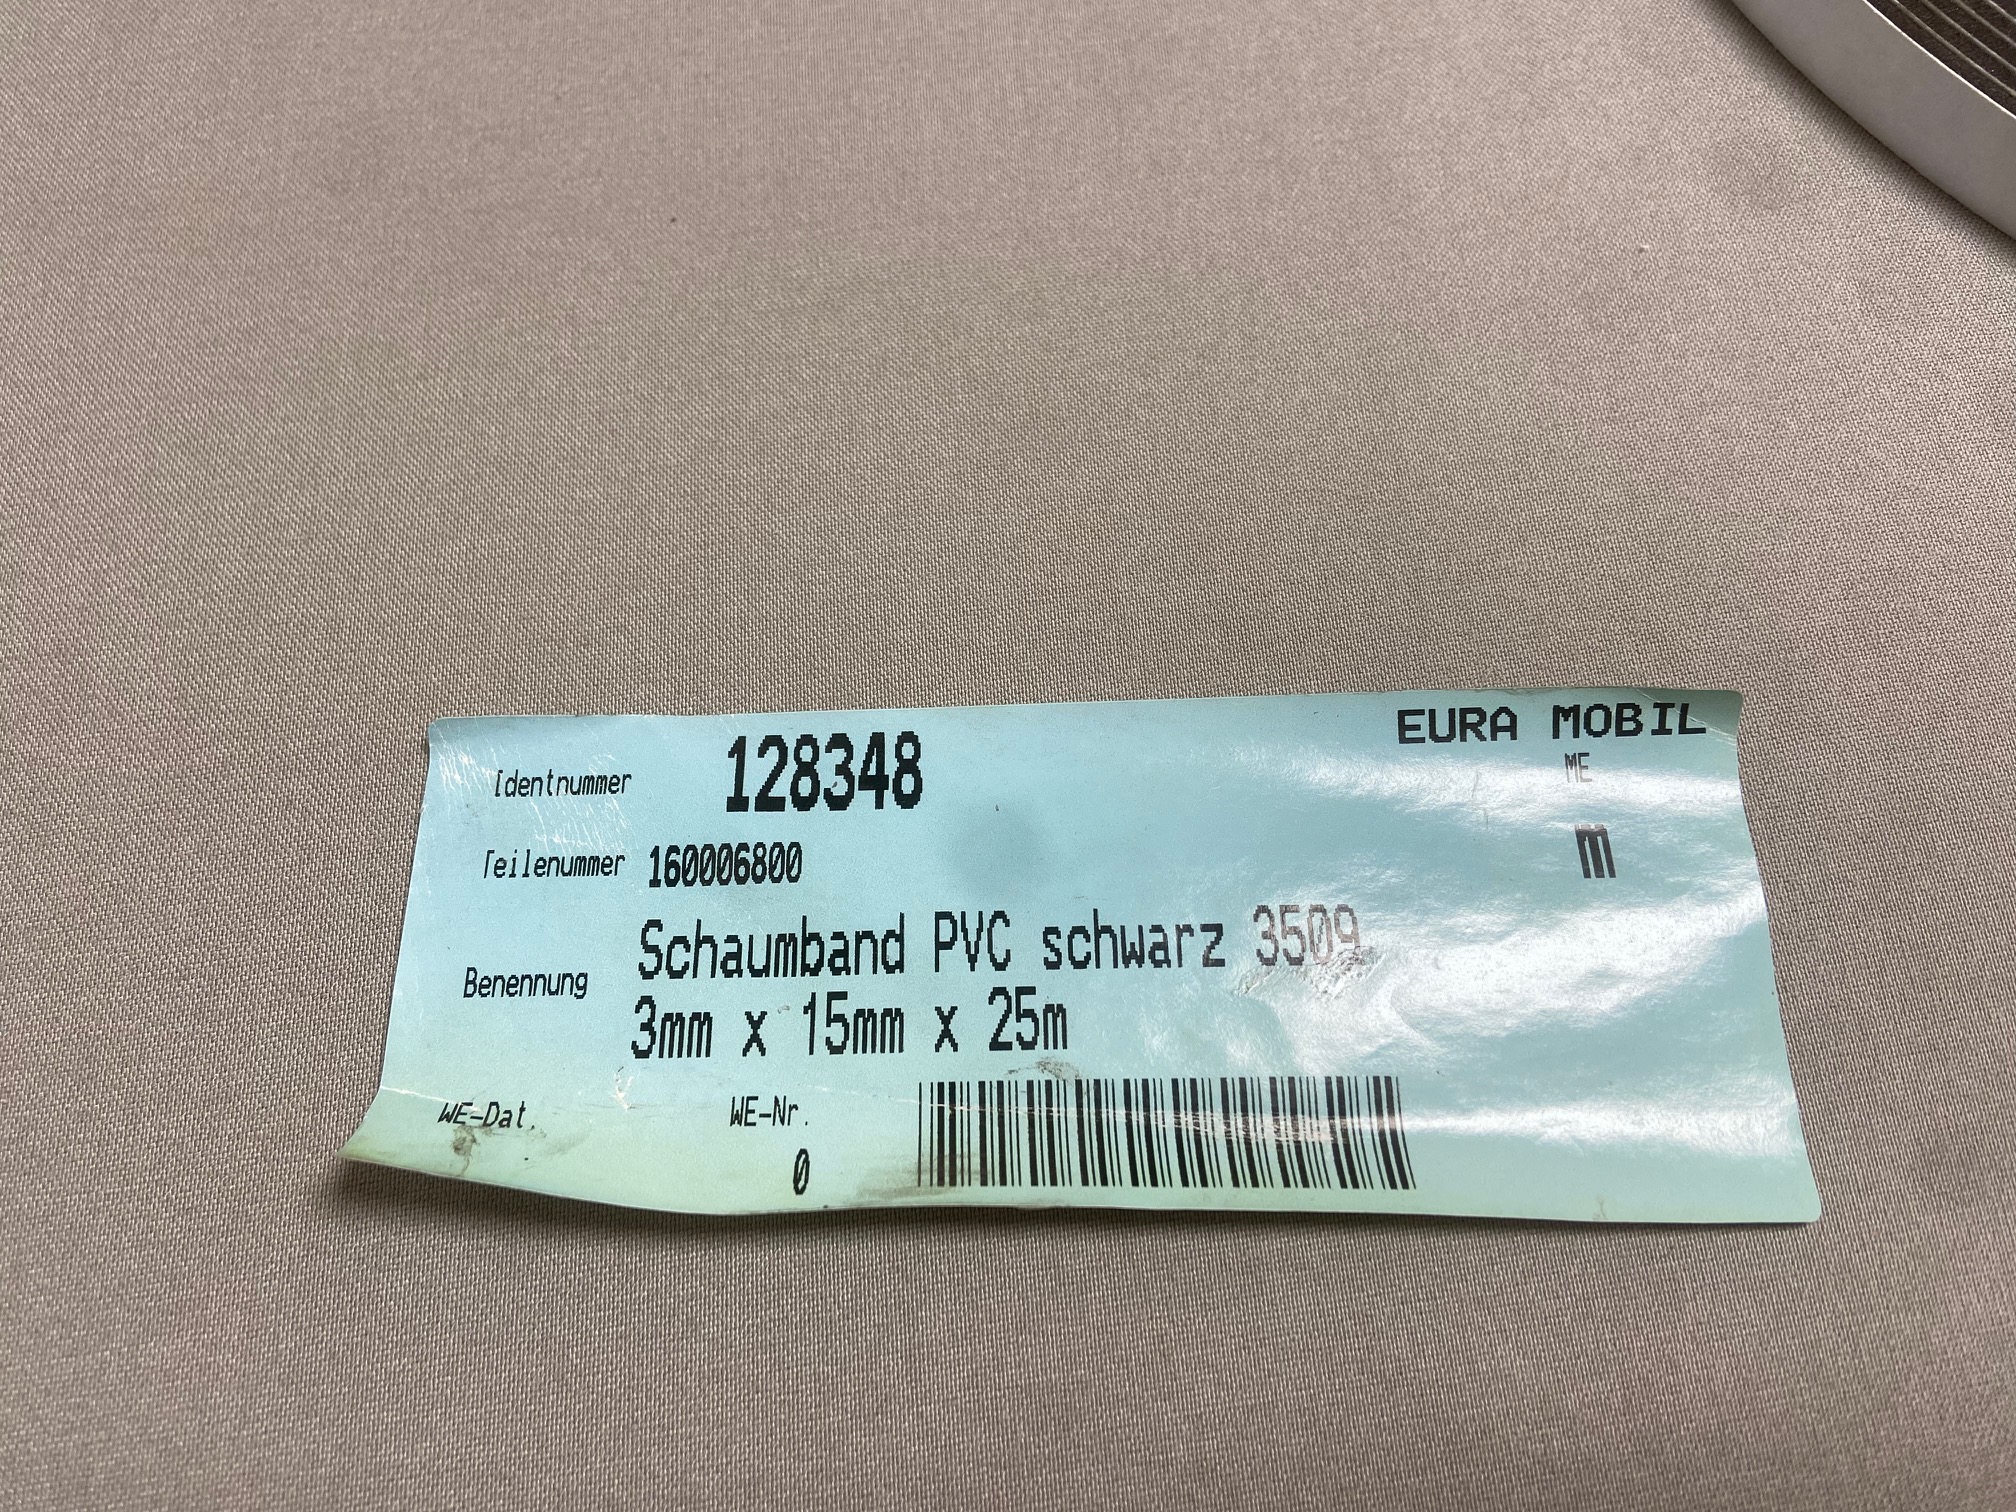 EURA MOBIL
Identnummer 128348 ME
Teilenummer 160006800 m
Benennung Schaumband PVC schwarz 3509
3mm x 15mm x 25m
WE-Dat. WE-Nr.
0